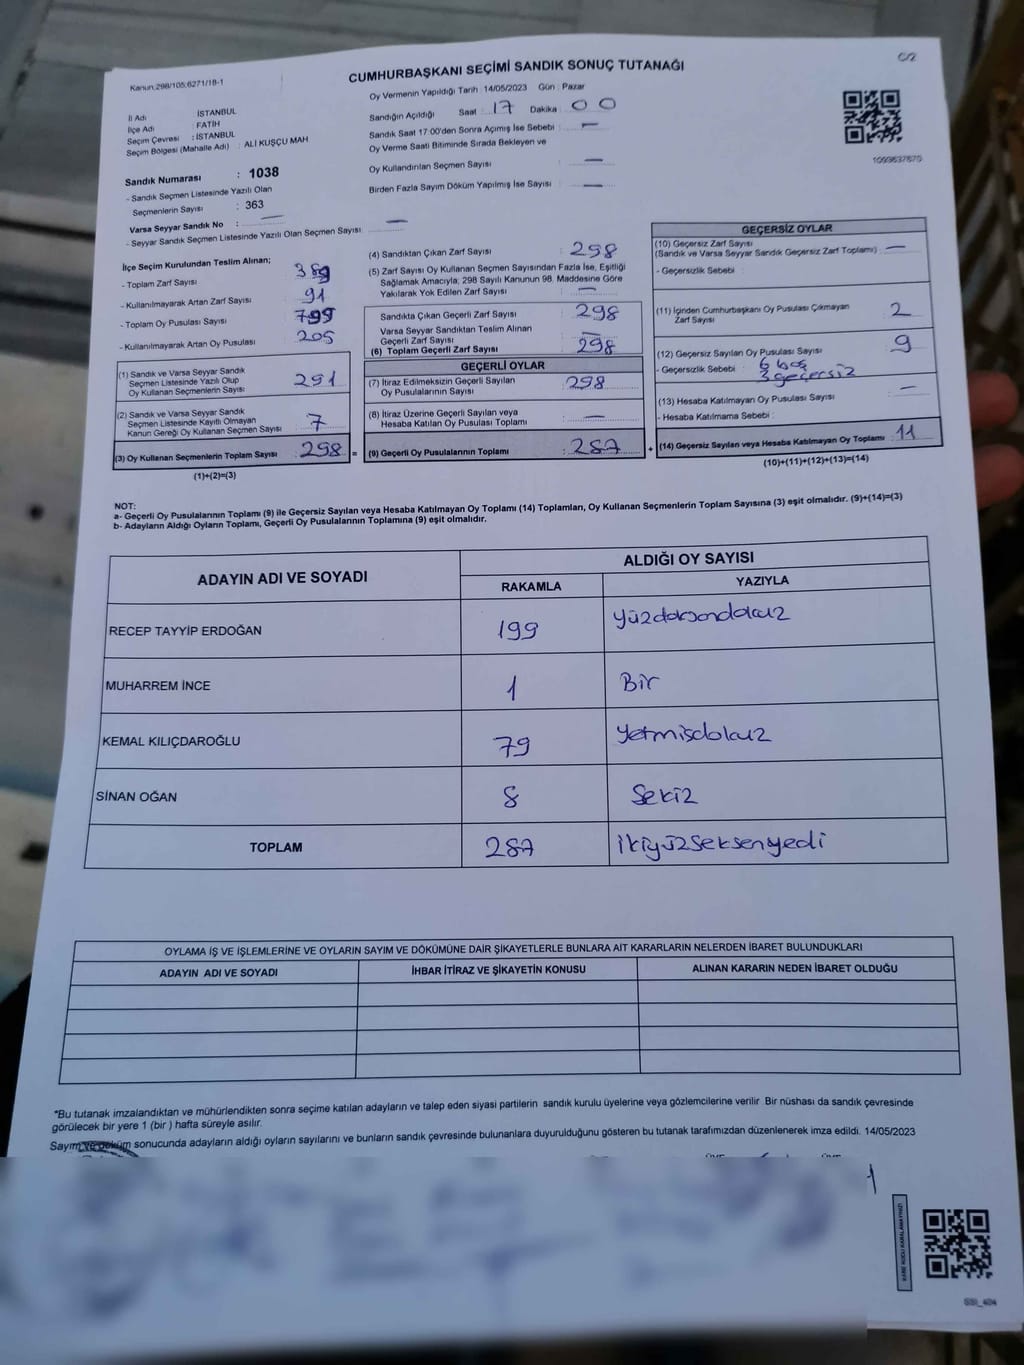 Kanun:298/105;6271/18-1
C/2
CUMHURBAŞKANI SEÇİMİ SANDIK SONUÇ TUTANAĞI
Oy Vermenin Yapıldığı Tarih :14/05/2023 Gün : Pazar
İl Adı : İSTANBUL
İlçe Adı : FATİH
Seçim Çevresi : İSTANBUL
Seçim Bölgesi (Mahalle Adı) : ALİ KUŞÇU MAH
Sandığın Açıldığı Saat : 17 Dakika : 00
Sandık Saat 17:00'den Sonra Açımış İse Sebebi : —
Oy Verme Saati Bitiminde Sırada Bekleyen ve
Oy Kullandırılan Seçmen Sayısı : —
Birden Fazla Sayım Döküm Yapılmış İse Sayısı : —
1099637670
Sandık Numarası : 1038
- Sandık Seçmen Listesinde Yazılı Olan
Seçmenlerin Sayısı : 363
Varsa Seyyar Sandık No : —
- Seyyar Sandık Seçmen Listesinde Yazılı Olan Seçmen Sayısı: —
İlçe Seçim Kurulundan Teslim Alınan;
- Toplam Zarf Sayısı : 389
- Kullanılmayarak Artan Zarf Sayısı : 91
- Toplam Oy Pusulası Sayısı : 799
- Kullanılmayarak Artan Oy Pusulası : 205
(1) Sandık ve Varsa Seyyar Sandık
Seçmen Listesinde Yazılı Olup
Oy Kullanan Seçmenlerin Sayısı : 291
(2) Sandık ve Varsa Seyyar Sandık
Seçmen Listesinde Kayıtlı Olmayan
Kanun Gereği Oy Kullanan Seçmen Sayısı : 7
(3) Oy Kullanan Seçmenlerin Toplam Sayısı : 298 =
(1)+(2)=(3)
(4) Sandıktan Çıkan Zarf Sayısı : 298
(5) Zarf Sayısı Oy Kullanan Seçmen Sayısından Fazla İse, Eşitliği
Sağlamak Amacıyla; 298 Sayılı Kanunun 98. Maddesine Göre
Yakılarak Yok Edilen Zarf Sayısı : —
Sandıkta Çıkan Geçerli Zarf Sayısı : 298
Varsa Seyyar Sandıktan Teslim Alınan
Geçerli Zarf Sayısı : —
(6) Toplam Geçerli Zarf Sayısı : 298
GEÇERLİ OYLAR
(7) İtiraz Edilmeksizin Geçerli Sayılan
Oy Pusulalarının Sayısı : 298
(8) İtiraz Üzerine Geçerli Sayılan veya
Hesaba Katılan Oy Pusulası Toplamı : —
(9) Geçerli Oy Pusulalarının Toplamı : 287 +
GEÇERSİZ OYLAR
(10) Geçersiz Zarf Sayısı
(Sandık ve Varsa Seyyar Sandık Geçersiz Zarf Toplamı) : —
- Geçersizlik Sebebi :
(11) İçinden Cumhurbaşkanı Oy Pusulası Çıkmayan
Zarf Sayısı : 2
(12) Geçersiz Sayılan Oy Pusulası Sayısı : 9
- Geçersizlik Sebebi : 6 boş
3 geçersiz
(13) Hesaba Katılmayan Oy Pusulası Sayısı : —
- Hesaba Katılmama Sebebi :
(14) Geçersiz Sayılan veya Hesaba Katılmayan Oy Toplamı : 11
(10)+(11)+(12)+(13)=(14)
NOT:
a- Geçerli Oy Pusulalarının Toplamı (9) ile Geçersiz Sayılan veya Hesaba Katılmayan Oy Toplamı (14) Toplamları, Oy Kullanan Seçmenlerin Toplam Sayısına (3) eşit olmalıdır. (9)+(14)=(3)
b- Adayların Aldığı Oyların Toplamı, Geçerli Oy Pusulalarının Toplamına (9) eşit olmalıdır.
ADAYIN ADI VE SOYADI ALDIĞI OY SAYISI
RAKAMLA YAZIYLA
RECEP TAYYİP ERDOĞAN 199 Yüzdoksandokuz
MUHARREM İNCE 1 Bir
KEMAL KILIÇDAROĞLU 79 Yetmişdokuz
SİNAN OĞAN 8 Sekiz
TOPLAM 287 İkiyüzseksenyedi
OYLAMA İŞ VE İŞLEMLERİNE VE OYLARIN SAYIM VE DÖKÜMÜNE DAİR ŞİKAYETLERLE BUNLARA AİT KARARLARIN NELERDEN İBARET BULUNDUKLARI
ADAYIN ADI VE SOYADI İHBAR İTİRAZ VE ŞİKAYETİN KONUSU ALINAN KARARIN NEDEN İBARET OLDUĞU
*Bu tutanak imzalandıktan ve mühürlendikten sonra seçime katılan adayların ve talep eden siyasi partilerin sandık kurulu üyelerine veya gözlemcilerine verilir Bir nüshası da sandık çevresinde
görülecek bir yere 1 (bir ) hafta süreyle asılır.
Sayım ve döküm sonucunda adayların aldığı oyların sayılarını ve bunların sandık çevresinde bulunanlara duyurulduğunu gösteren bu tutanak tarafımızdan düzenlenerek imza edildi. 14/05/2023